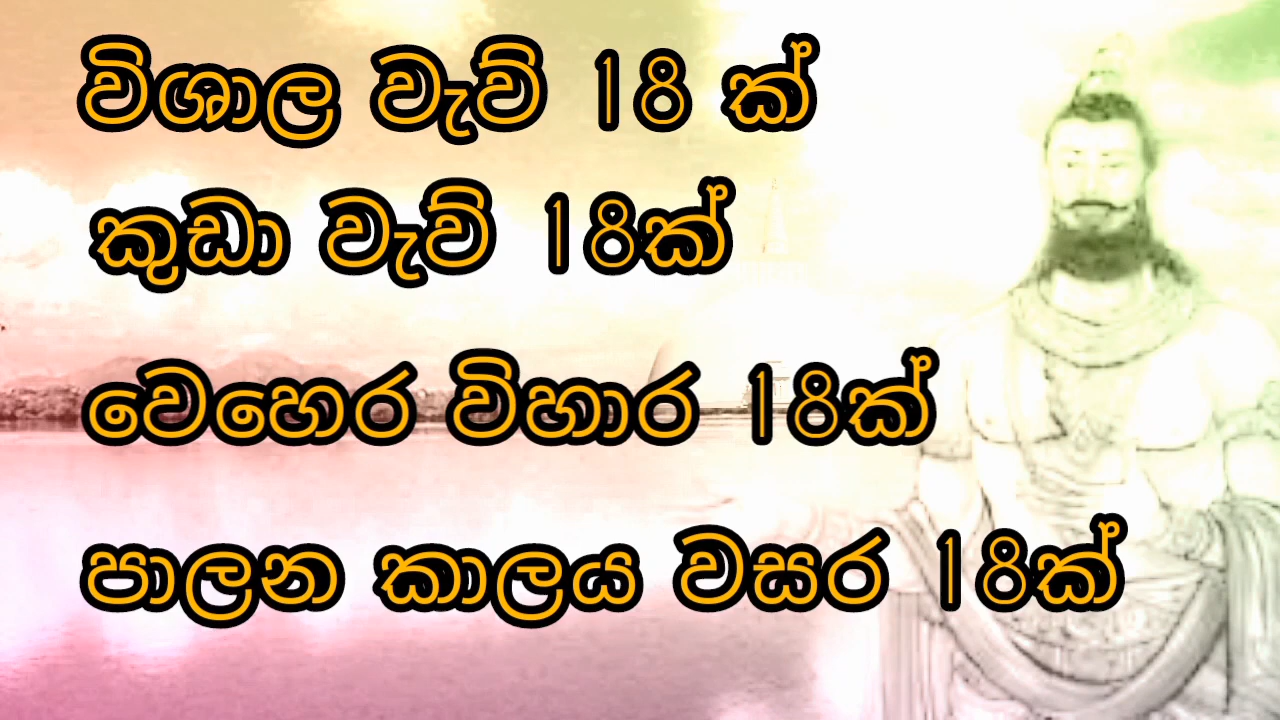 විශාල වැව් 18 ක්
කුඩා වැව් 18ක්
වෙහෙර විහාර 18ක්
පාලන කාලය වසර 18ක්